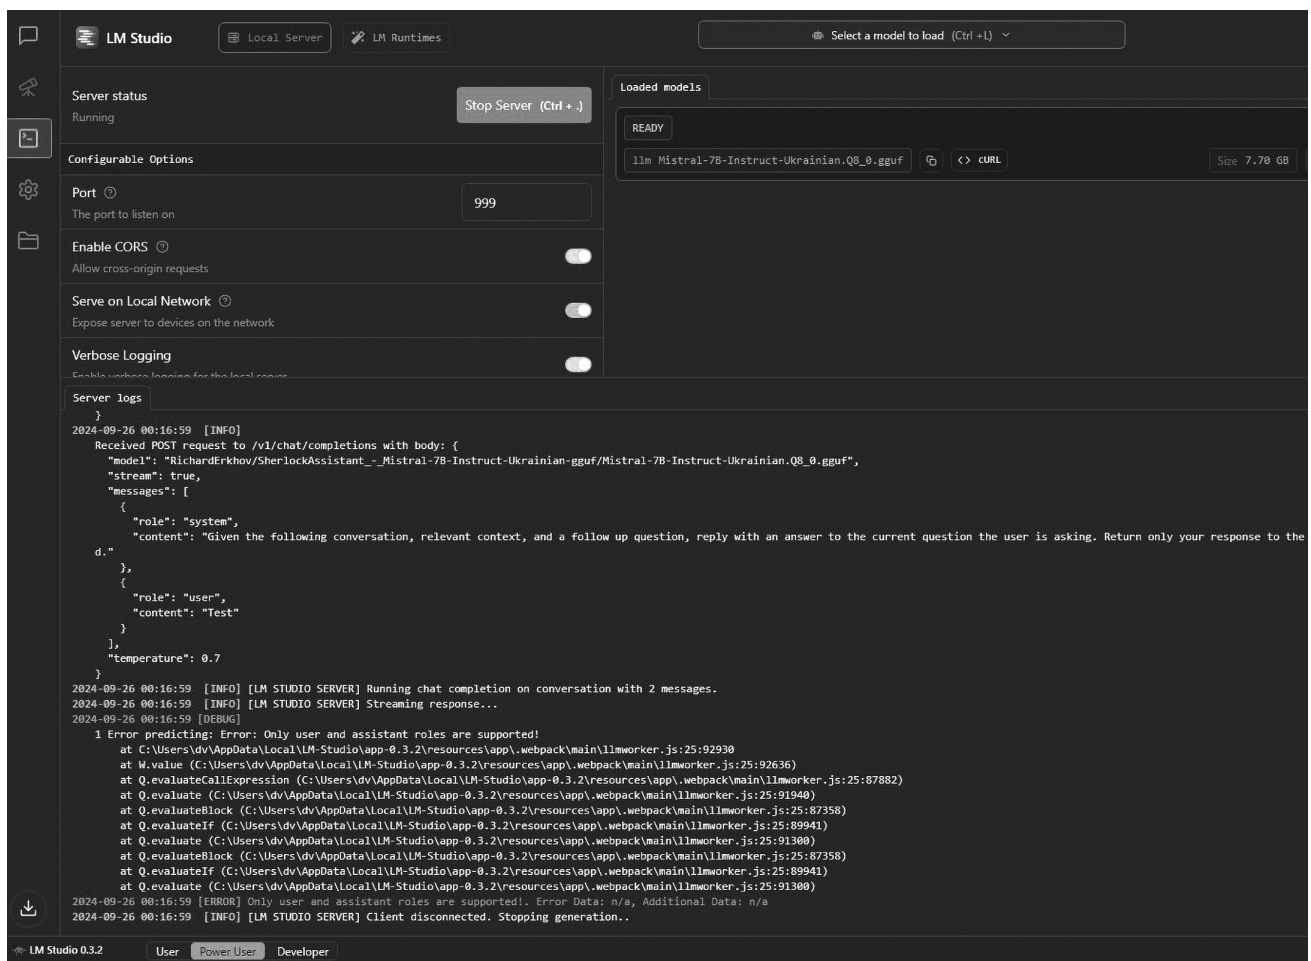 LM Studio
Local Server
LM Runtimes
Select a model to load (Ctrl +L)
Server status
Running
Stop Server (Ctrl + .)
Configurable Options
Port
The port to listen on
999
Enable CORS
Allow cross-origin requests
Serve on Local Network
Expose server to devices on the network
Verbose Logging
Enable verbose logging for the local server
Loaded models
READY
llm Mistral-7B-Instruct-Ukrainian.Q8_0.gguf
cURL
Size 7.70 GB
Server logs
}
2024-09-26 00:16:59 [INFO]
Received POST request to /v1/chat/completions with body: {
"model": "RichardErkhov/SherlockAssistant_-_Mistral-7B-Instruct-Ukrainian-gguf/Mistral-7B-Instruct-Ukrainian.Q8_0.gguf",
"stream": true,
"messages": [
{
"role": "system",
"content": "Given the following conversation, relevant context, and a follow up question, reply with an answer to the current question the user is asking. Return only your response to the
d."
},
{
"role": "user",
"content": "Test"
}
],
"temperature": 0.7
}
2024-09-26 00:16:59 [INFO] [LM STUDIO SERVER] Running chat completion on conversation with 2 messages.
2024-09-26 00:16:59 [INFO] [LM STUDIO SERVER] Streaming response...
2024-09-26 00:16:59 [DEBUG]
1 Error predicting: Error: Only user and assistant roles are supported!
at C:\Users\dv\AppData\Local\LM-Studio\app-0.3.2\resources\app\.webpack\main\llmworker.js:25:92930
at W.value (C:\Users\dv\AppData\Local\LM-Studio\app-0.3.2\resources\app\.webpack\main\llmworker.js:25:92636)
at Q.evaluateCallExpression (C:\Users\dv\AppData\Local\LM-Studio\app-0.3.2\resources\app\.webpack\main\llmworker.js:25:87882)
at Q.evaluate (C:\Users\dv\AppData\Local\LM-Studio\app-0.3.2\resources\app\.webpack\main\llmworker.js:25:91940)
at Q.evaluateBlock (C:\Users\dv\AppData\Local\LM-Studio\app-0.3.2\resources\app\.webpack\main\llmworker.js:25:87358)
at Q.evaluateIf (C:\Users\dv\AppData\Local\LM-Studio\app-0.3.2\resources\app\.webpack\main\llmworker.js:25:89941)
at Q.evaluate (C:\Users\dv\AppData\Local\LM-Studio\app-0.3.2\resources\app\.webpack\main\llmworker.js:25:91300)
at Q.evaluateBlock (C:\Users\dv\AppData\Local\LM-Studio\app-0.3.2\resources\app\.webpack\main\llmworker.js:25:87358)
at Q.evaluateIf (C:\Users\dv\AppData\Local\LM-Studio\app-0.3.2\resources\app\.webpack\main\llmworker.js:25:89941)
at Q.evaluate (C:\Users\dv\AppData\Local\LM-Studio\app-0.3.2\resources\app\.webpack\main\llmworker.js:25:91300)
2024-09-26 00:16:59 [ERROR] Only user and assistant roles are supported!. Error Data: n/a, Additional Data: n/a
2024-09-26 00:16:59 [INFO] [LM STUDIO SERVER] Client disconnected. Stopping generation..
LM Studio 0.3.2
User
Power User
Developer